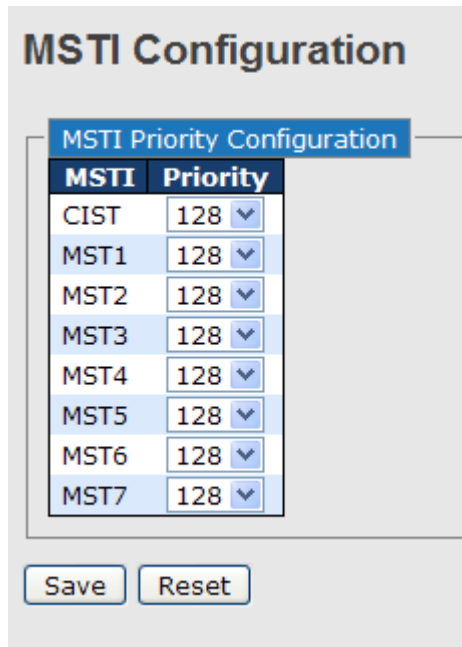 MSTI Configuration
MSTI Priority Configuration
MSTI Priority
CIST 128
MST1 128
MST2 128
MST3 128
MST4 128
MST5 128
MST6 128
MST7 128
Save Reset